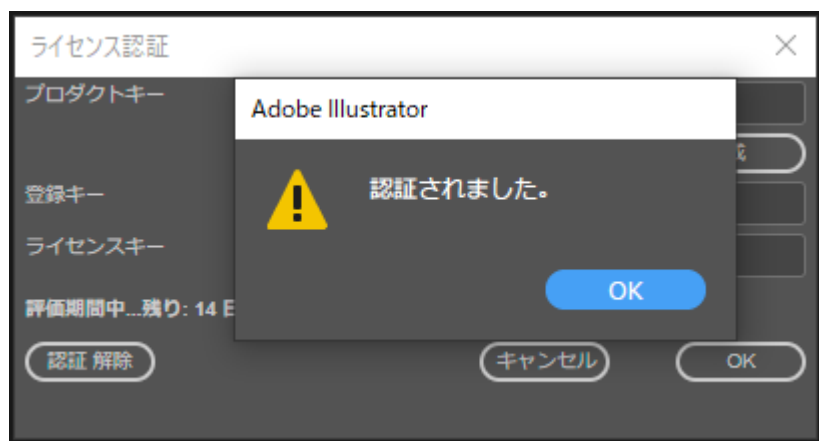 ライセンス認証
プロダクトキー
Adobe Illustrator
認証されました。
登録キー
ライセンスキー
OK
評価期間中...残り: 14
認証 解除
キャンセル
OK